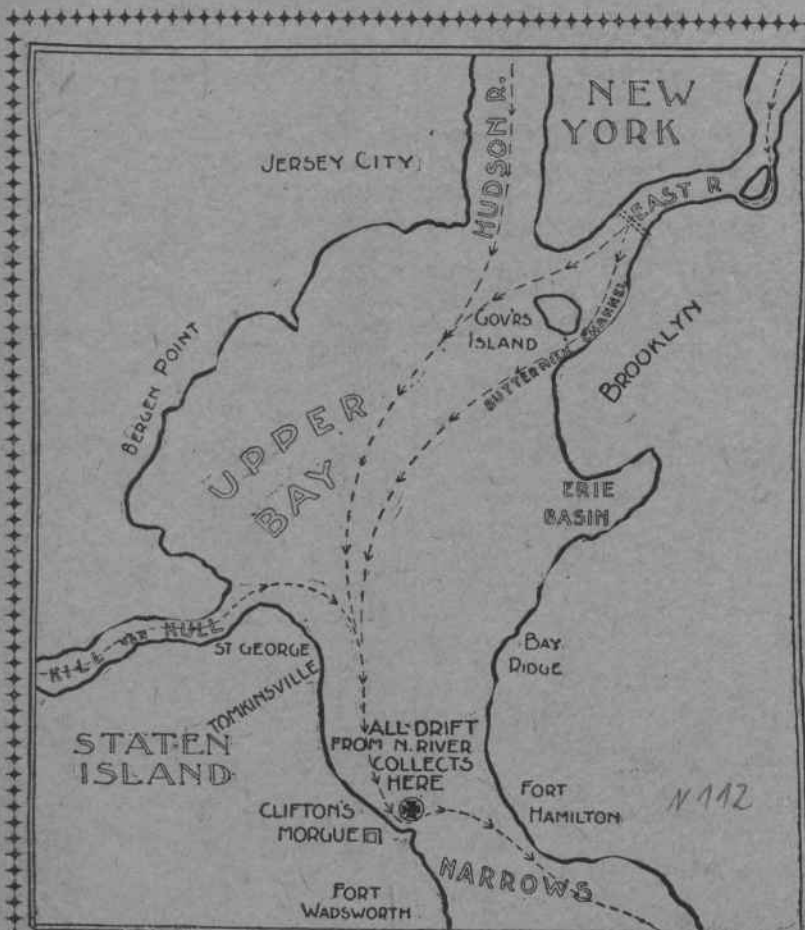 NEW
YORK
HUDSON R.
JERSEY CITY
EAST R
GOV'RS
ISLAND
BUTTERMILK CHANNEL
BROOKLYN
BERGEN POINT
UPPER
BAY
ERIE
BASIN
KILL VAN KULL
ST GEORGE
TOMKINSVILLE
BAY
RIDGE
STATEN
ISLAND
ALL DRIFT
FROM N. RIVER
COLLECTS
HERE
FORT
HAMILTON
N 112
CLIFTON'S
MORGUE
NARROWS
FORT
WADSWORTH